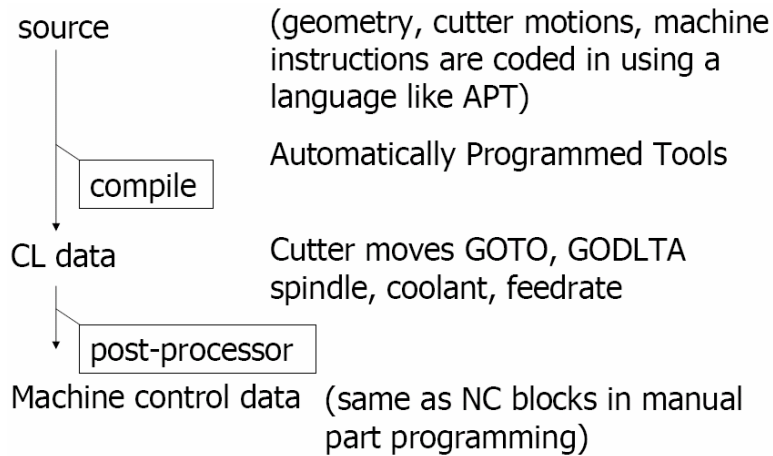 source
(geometry, cutter motions, machine
instructions are coded in using a
language like APT)
Automatically Programmed Tools
compile
CL data
Cutter moves GOTO, GODLTA
spindle, coolant, feedrate
post-processor
Machine control data
(same as NC blocks in manual
part programming)